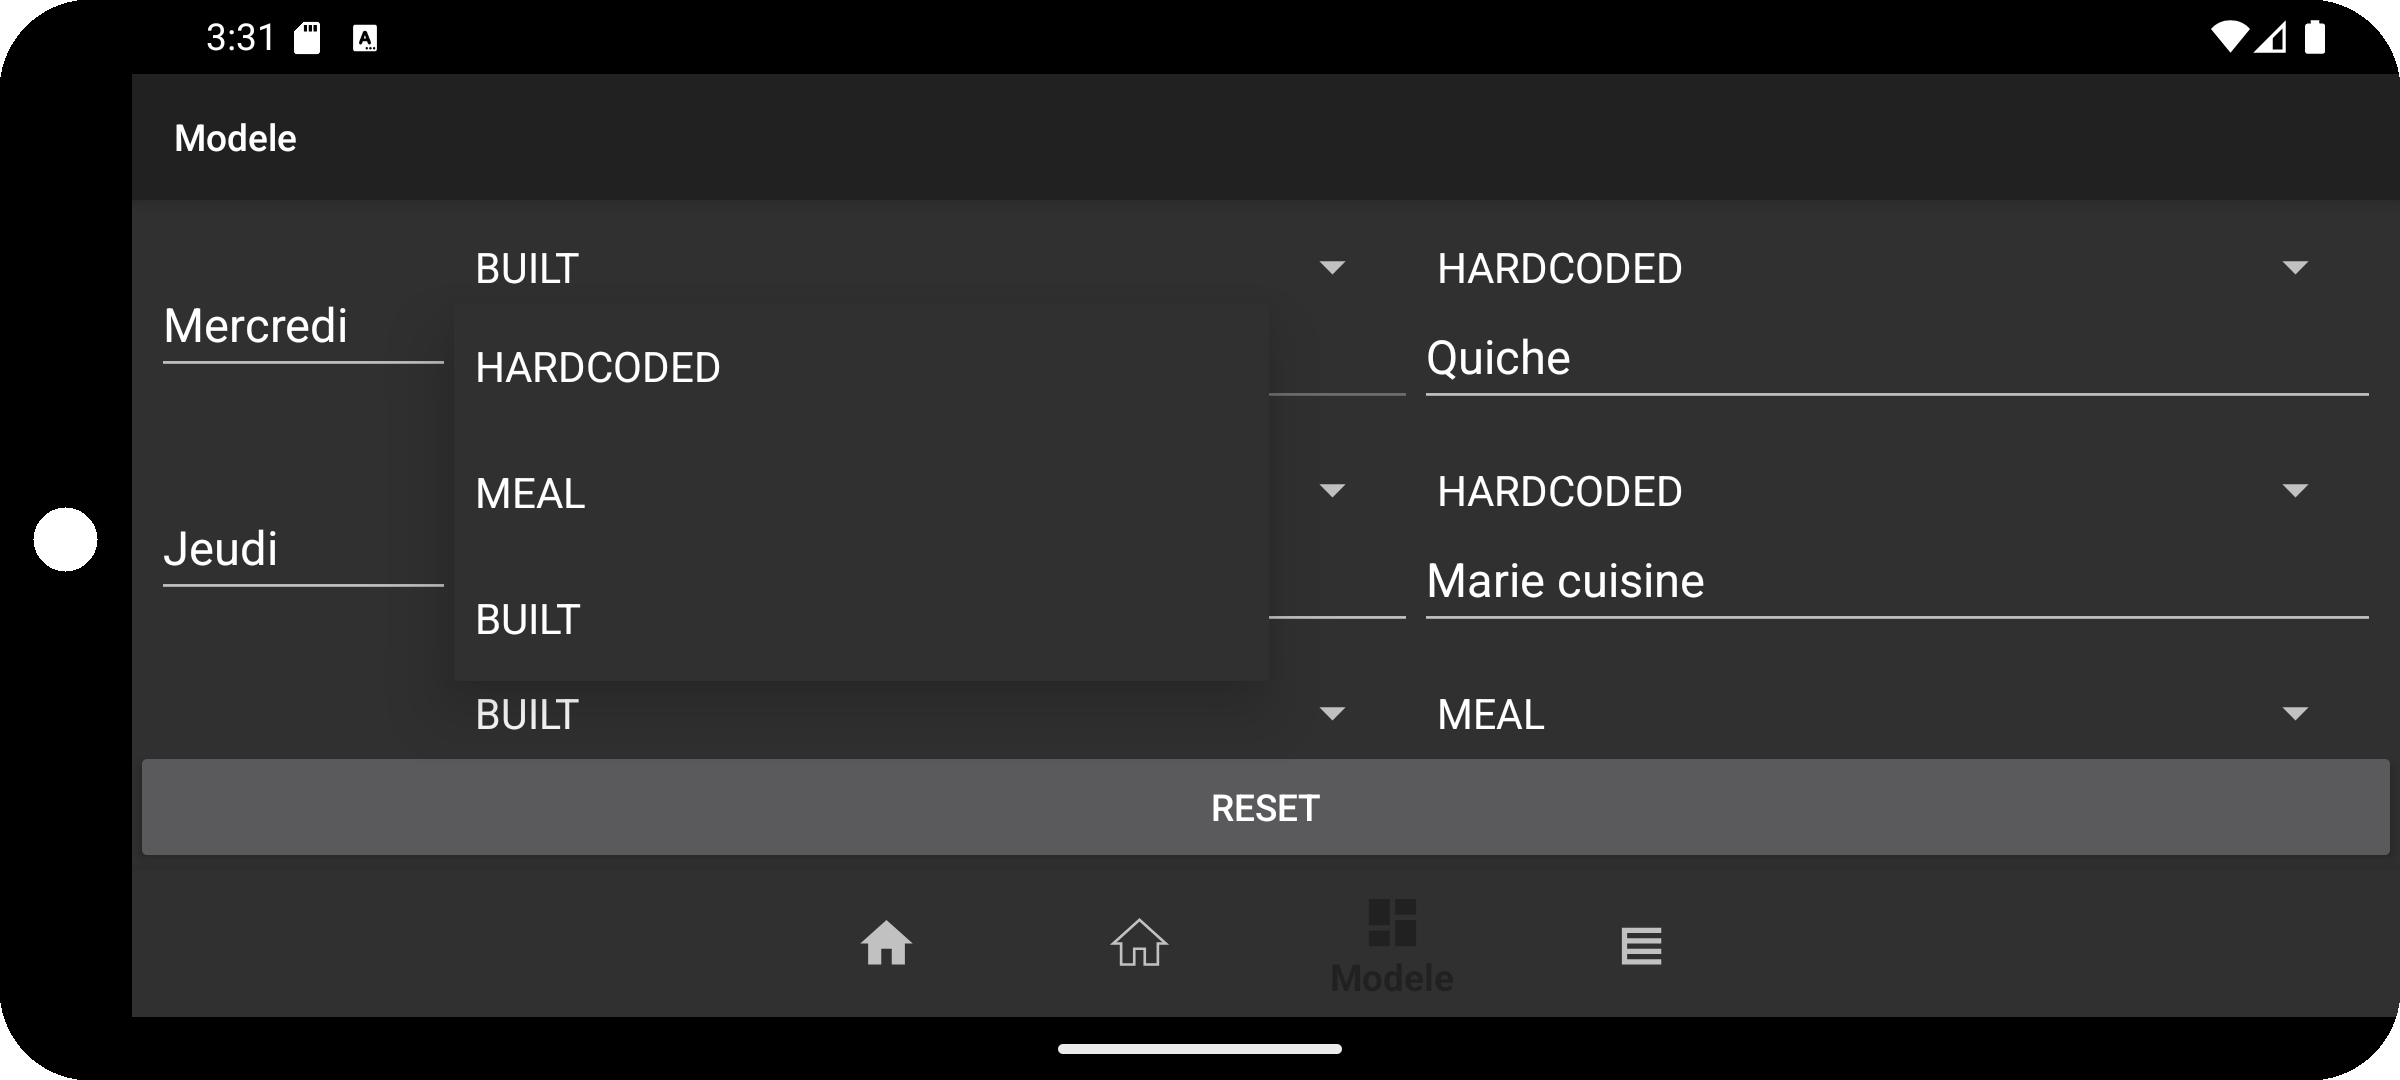 3:31
Modele
BUILT
HARDCODED
Mercredi
HARDCODED
Quiche
MEAL
HARDCODED
Jeudi
Marie cuisine
BUILT
BUILT
MEAL
RESET
Modele